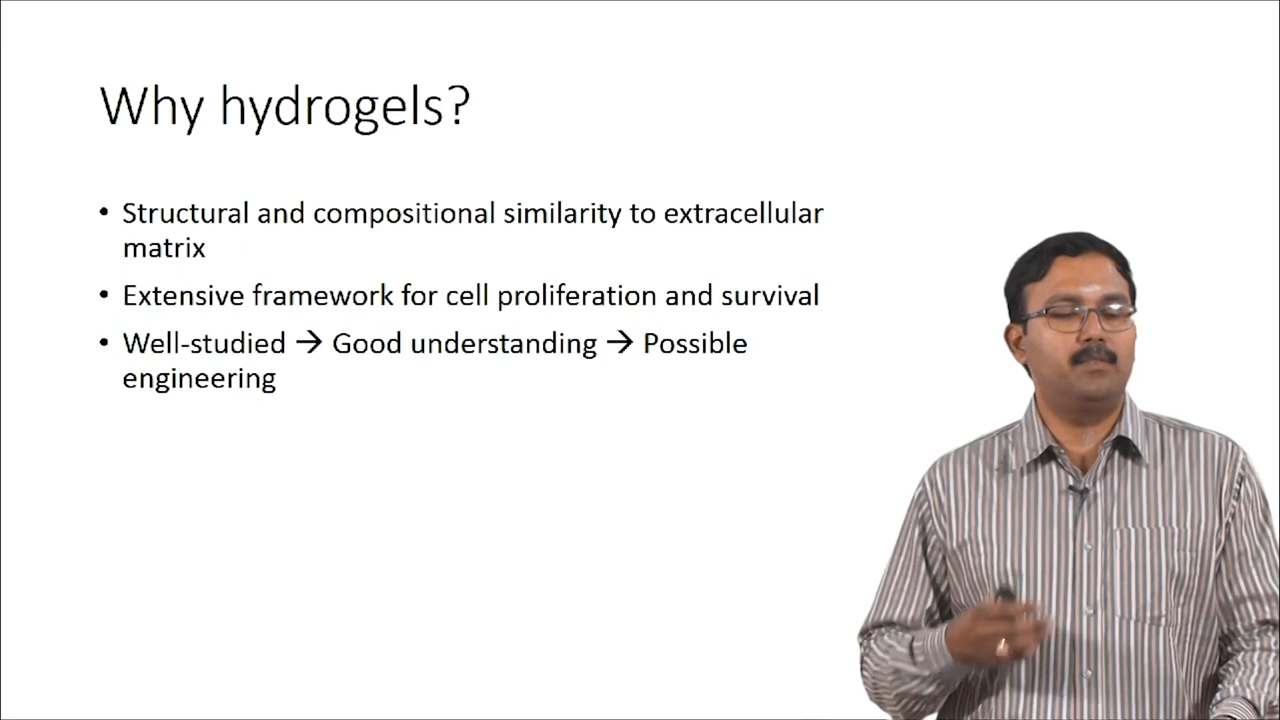 Why hydrogels?
• Structural and compositional similarity to extracellular
matrix
• Extensive framework for cell proliferation and survival
• Well-studied → Good understanding → Possible
engineering